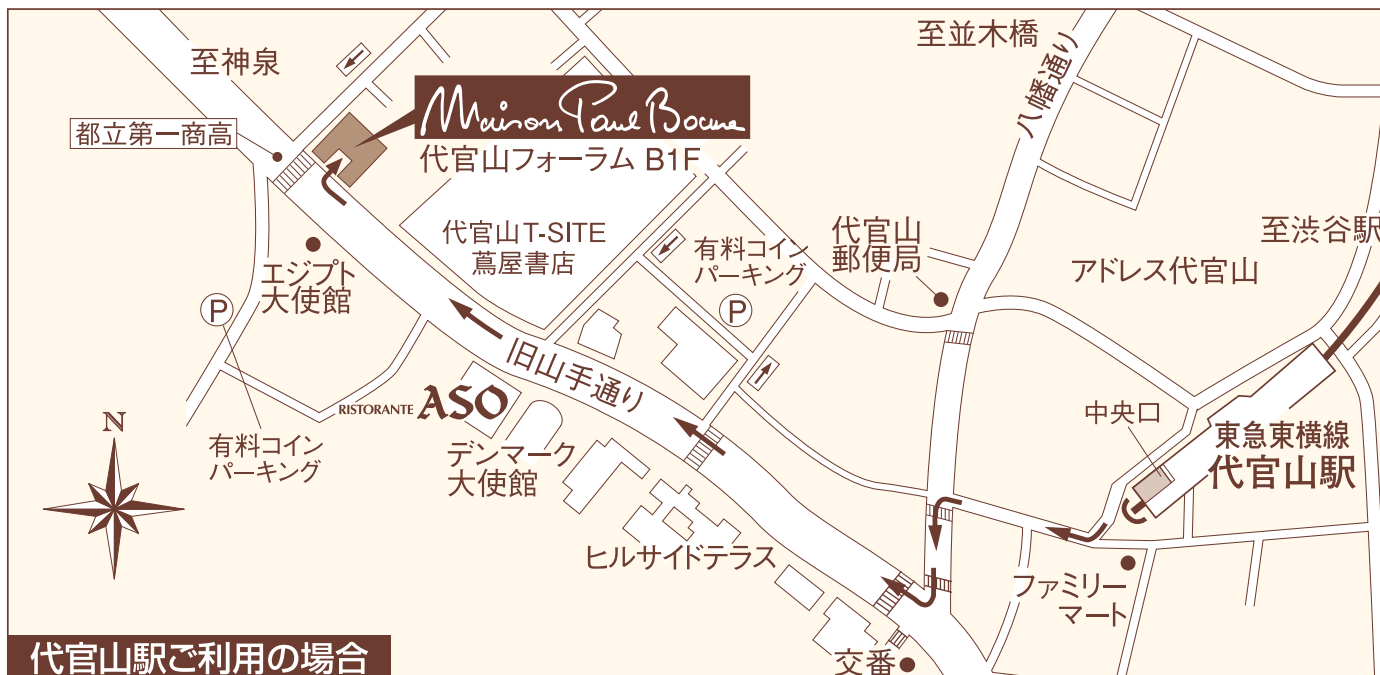 至神泉
至並木橋
八幡通り
Maison Paul Bocuse
都立第一商高
代官山フォーラム B1F
代官山T-SITE
蔦屋書店
有料コイン
パーキング
P
代官山
郵便局
至渋谷駅
アドレス代官山
エジプト
大使館
P
旧山手通り
RISTORANTE ASO
中央口
東急東横線
代官山駅
N
有料コイン
パーキング
デンマーク
大使館
ヒルサイドテラス
ファミリー
マート
交番
代官山駅ご利用の場合